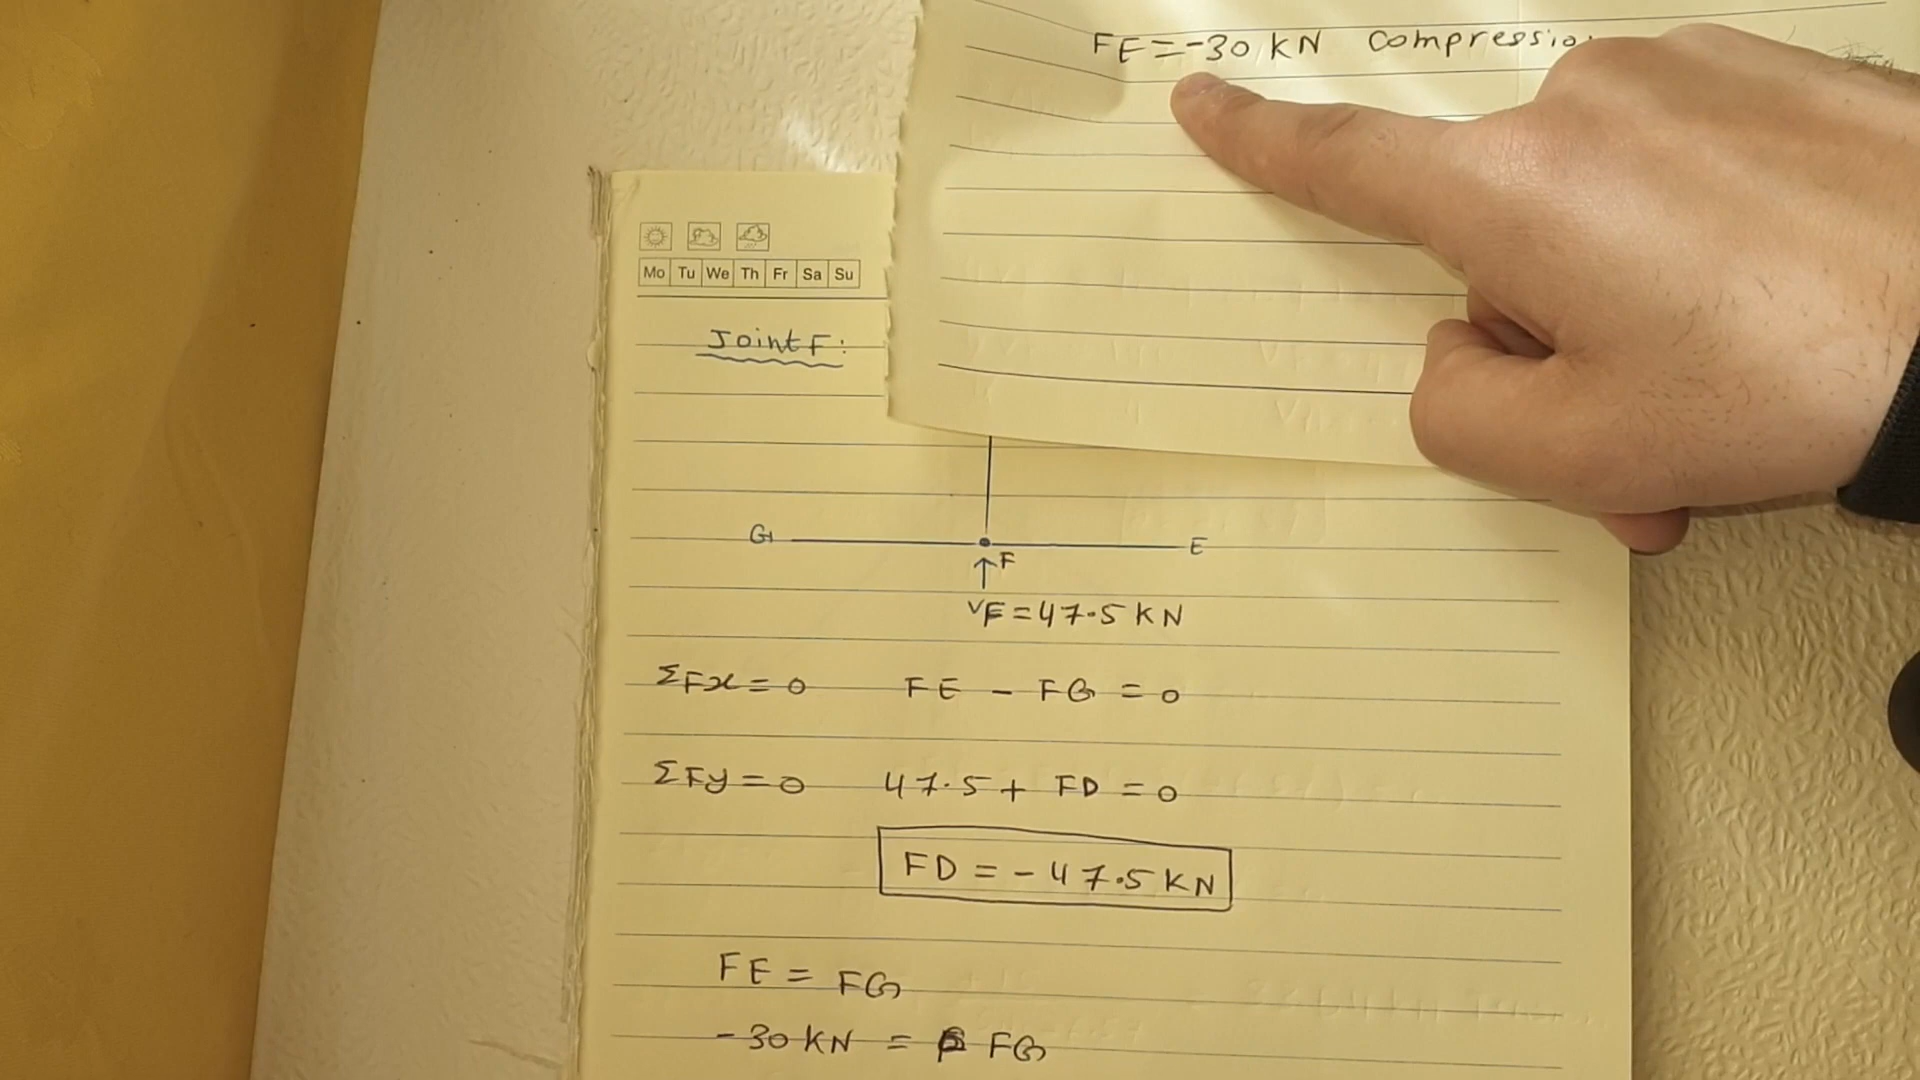 FE = -30 KN compressio
Mo Tu We Th Fr Sa Su
Joint F:
G E
F
VF = 47.5 KN
ΣFx = 0 FE - FG = 0
ΣFy = 0 47.5 + FD = 0
FD = - 47.5 KN
FE = FG
- 30 KN = FG